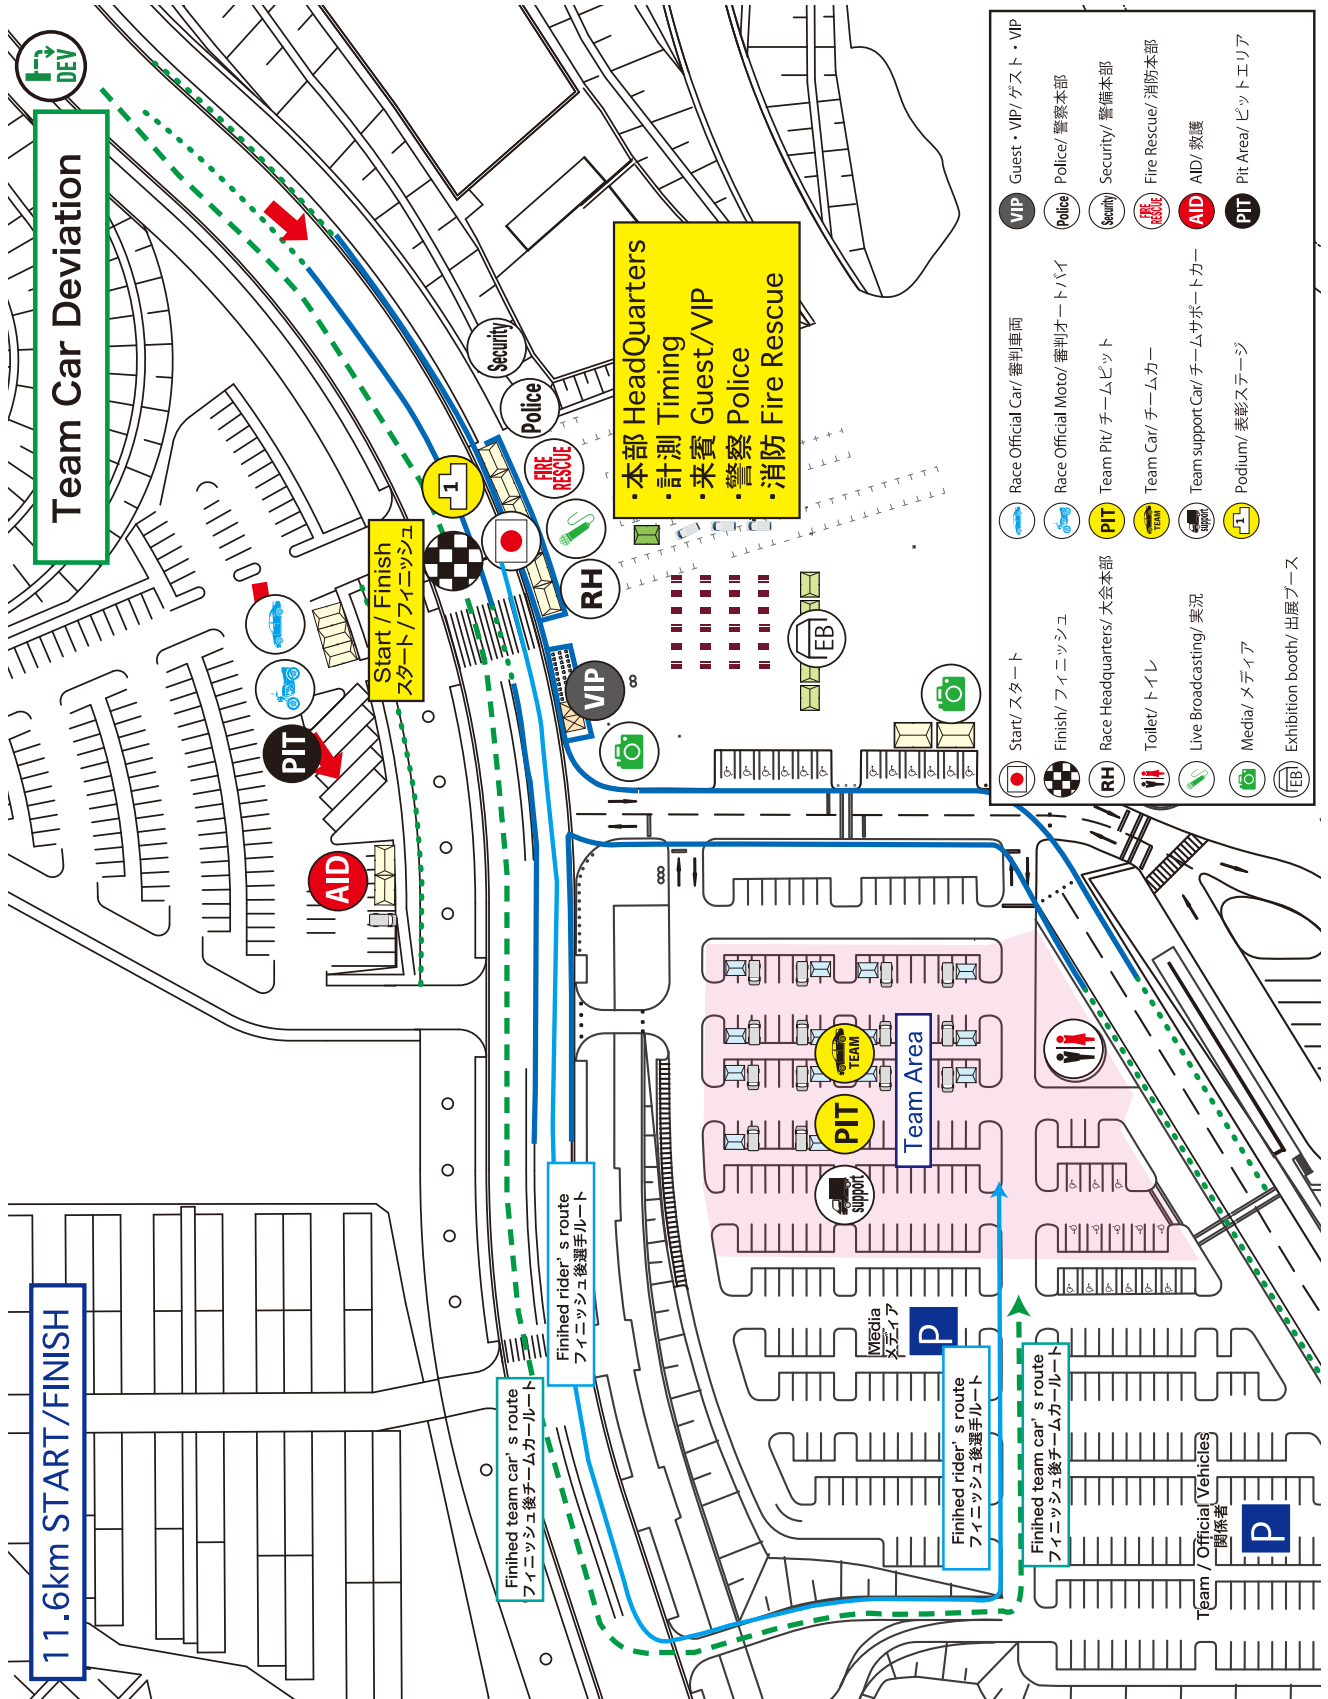 11.6km START/FINISH
Team Car Deviation
DEV
Start / Finish
スタート / フィニッシュ
PIT
AID
1
Security
Police
FIRE
RESCUE
RH
VIP
EB
・本部 HeadQuarters
・計測 Timing
・来賓 Guest/VIP
・警察 Police
・消防 Fire Rescue
Finihed rider's route
フィニッシュ後選手ルート
Finihed team car's route
フィニッシュ後チームカールート
TEAM
PIT
support
Team Area
Media
メディア
P
Finihed rider's route
フィニッシュ後選手ルート
Finihed team car's route
フィニッシュ後チームカールート
Team / Official Vehicles
関係者
P
Start/ スタート
Finish/ フィニッシュ
RH Race Headquarters/ 大会本部
Toilet/ トイレ
Live Broadcasting/ 実況
Media/ メディア
EB Exhibition booth/ 出展ブース
Race Official Car/ 審判車両
Race Official Moto/ 審判オートバイ
PIT Team Pit/ チームピット
TEAM Team Car/ チームカー
support Team support Car/ チームサポートカー
1 Podium/ 表彰ステージ
VIP Guest・VIP/ ゲスト・VIP
Police Police/ 警察本部
Security Security/ 警備本部
FIRE RESCUE Fire Rescue/ 消防本部
AID AID/ 救護
PIT Pit Area/ ピットエリア